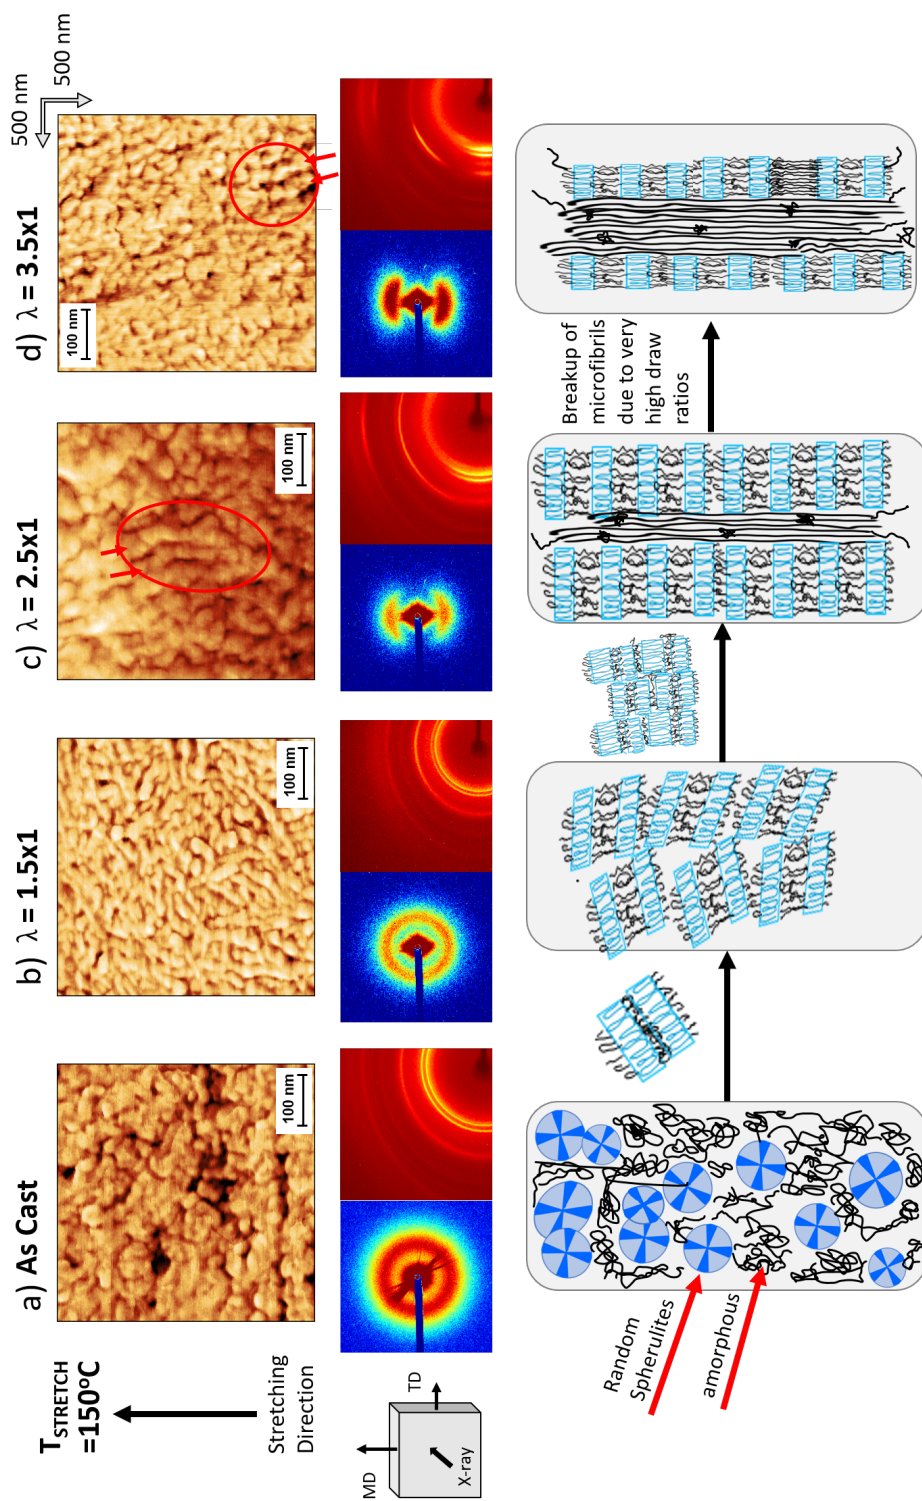 T_STRETCH
=150°C
Stretching
Direction
a) As Cast
b) λ = 1.5x1
c) λ = 2.5x1
d) λ = 3.5x1
500 nm
500 nm
100 nm
100 nm
100 nm
100 nm
MD
TD
X-ray
Random
Spherulites
amorphous
Breakup of
microfibrils
due to very
high draw
ratios